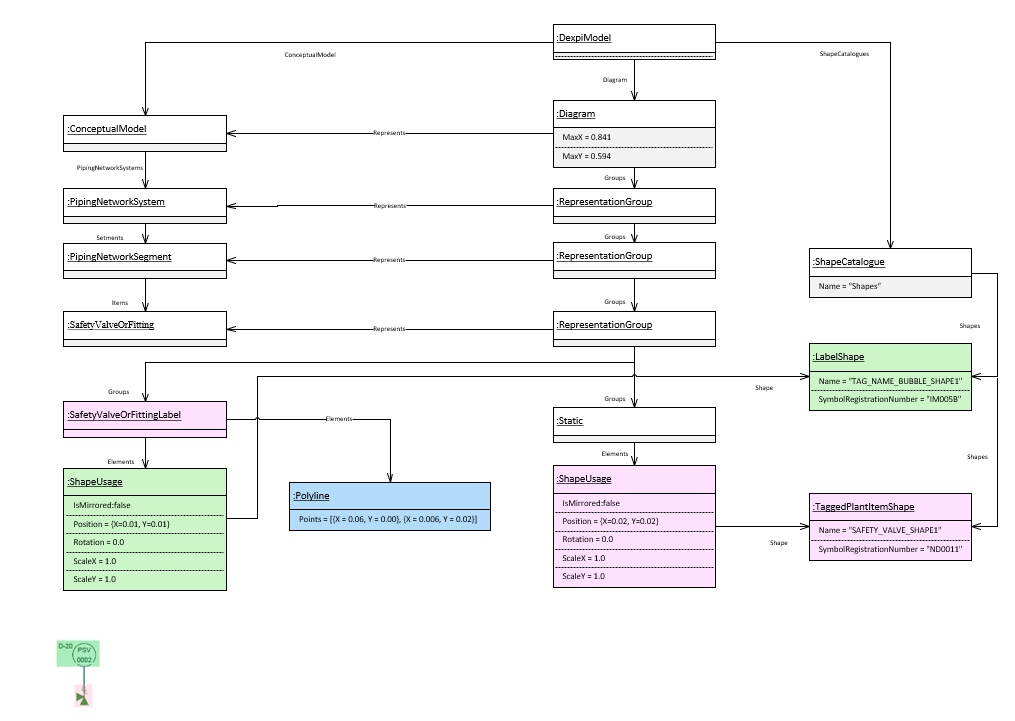 :DexpiModel
ConceptualModel
ShapeCatalogues
Diagram
:Diagram
MaxX = 0.841
MaxY = 0.594
:ConceptualModel
Represents
PipingNetworkSystems
Groups
:PipingNetworkSystem
Represents
:RepresentationGroup
Setments
Groups
:PipingNetworkSegment
Represents
:RepresentationGroup
:ShapeCatalogue
Name = "Shapes"
Items
Groups
:SafetyValveOrFitting
Represents
:RepresentationGroup
Shapes
:LabelShape
Name = "TAG_NAME_BUBBLE_SHAPE1"
SymbolRegistrationNumber = "IM005B"
Shape
Groups
Groups
:SafetyValveOrFittingLabel
Elements
:Static
Elements
Elements
Shapes
:ShapeUsage
IsMirrored:false
Position = {X=0.01, Y=0.01}
Rotation = 0.0
ScaleX = 1.0
ScaleY = 1.0
:Polyline
Points = [{X = 0.06, Y = 0.00}, {X = 0.006, Y = 0.02}]
:ShapeUsage
IsMirrored:false
Position = {X=0.02, Y=0.02}
Rotation = 0.0
ScaleX = 1.0
ScaleY = 1.0
Shape
:TaggedPlantItemShape
Name = "SAFETY_VALVE_SHAPE1"
SymbolRegistrationNumber = "ND0011"
D-20
PSV
0002